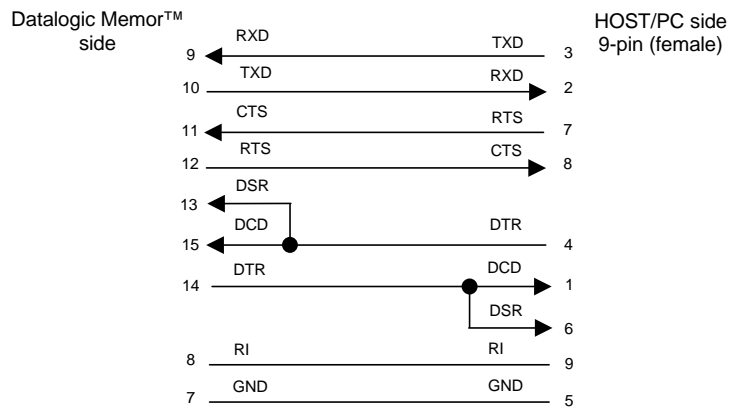 Datalogic Memor™
side
HOST/PC side
9-pin (female)
9 RXD TXD 3
10 TXD RXD 2
11 CTS RTS 7
12 RTS CTS 8
13 DSR
15 DCD DTR 4
14 DTR DCD 1
DSR 6
8 RI RI 9
7 GND GND 5